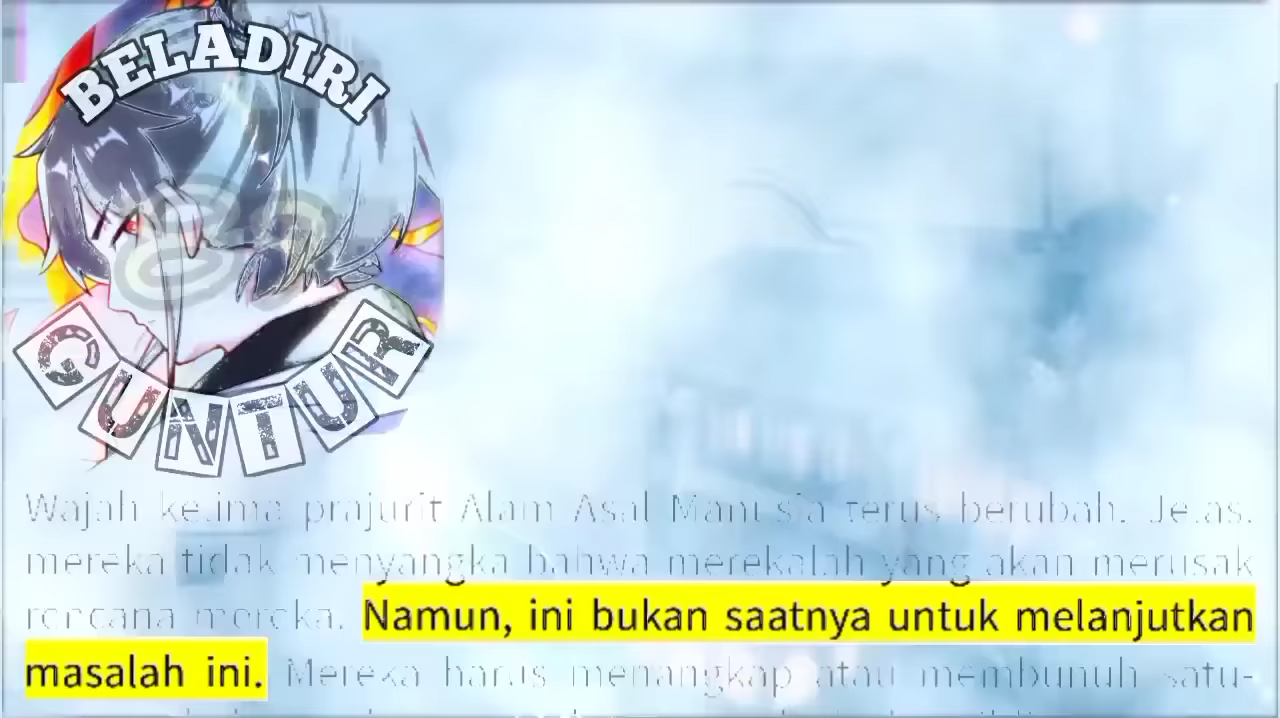 BELADIRI
GUNTUR
Wajah kelima prajurit Alam Asal Manusia terus berubah. Jelas,
mereka tidak menyangka bahwa merekalah yang akan merusak
rencana mereka. Namun, ini bukan saatnya untuk melanjutkan
masalah ini. Mereka harus menangkap atau membunuh satu-